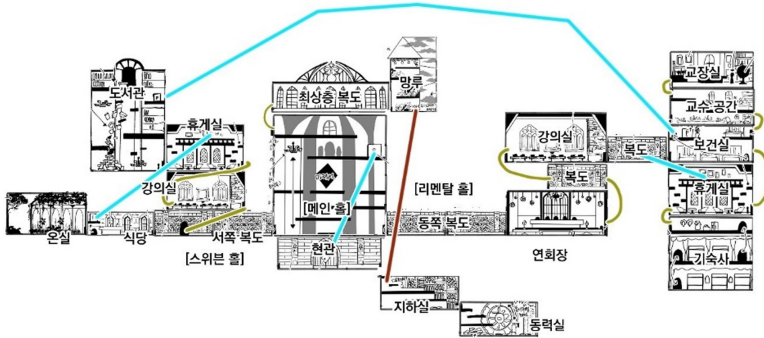 도서관
최상층 복도
망루
교장실
교수 공간
휴게실
강의실
복도
보건실
강의실
복도
휴게실
[메인 홀]
[리멘탈 홀]
온실
식당
서쪽 복도
현관
동쪽 복도
연회장
기숙사
[스위븐 홀]
지하실
동력실